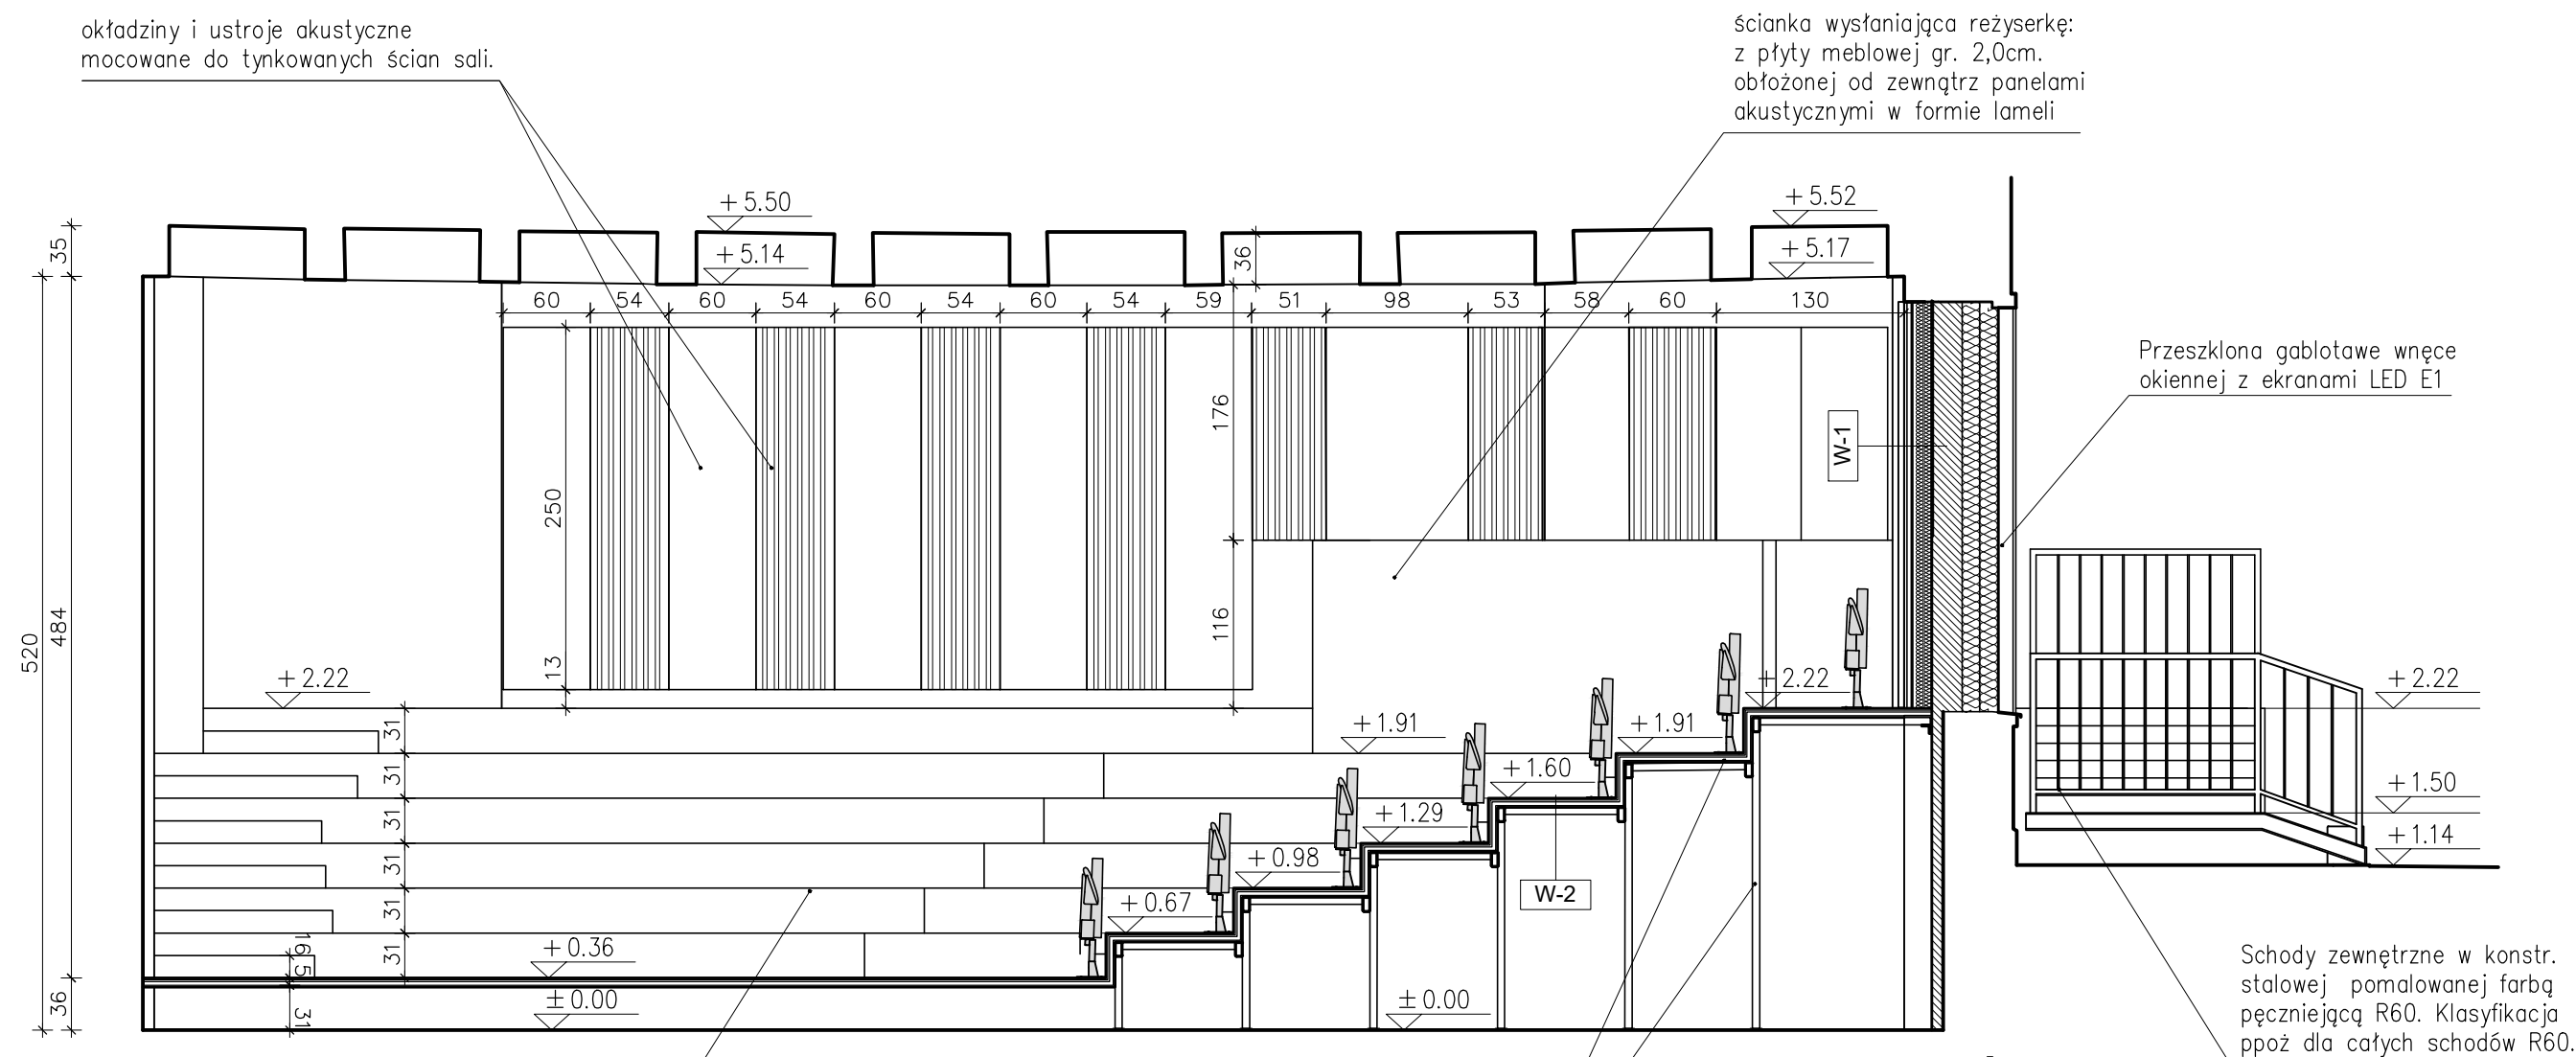 okładziny i ustroje akustyczne
mocowane do tynkowanych ścian sali.
ścianka wysłaniająca reżyserkę:
z płyty meblowej gr. 2,0cm.
obłożonej od zewnątrz panelami
akustycznymi w formie lameli
+5.50
+5.52
+5.14
+5.17
35
36
60 54 60 54 60 54 60 54 59 51 98 53 58 60 130
Przeszklona gablotawe wnęce
okiennej z ekranami LED E1
176
W-1
250
116
13
520
484
+2.22
+2.22
+2.22
31
31
31
31
31
31
+1.91
+1.91
+1.60
+1.50
+1.29
+1.14
+0.98
W-2
+0.67
+0.36
16
5
31
36
±0.00
±0.00
Schody zewnętrzne w konstr.
stalowej pomalowanej farbą
pęczniejącą R60. Klasyfikacja
ppoż dla całych schodów R60.